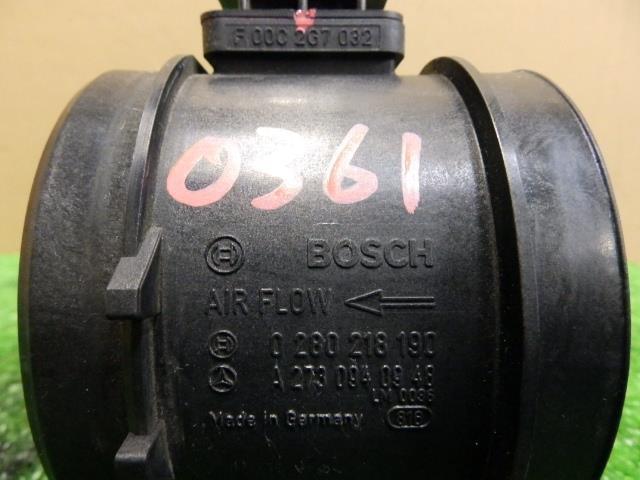 F 00C 2G7 032
0361
BOSCH
AIR FLOW
0 280 218 190
A 273 094 09 48
Made in Germany